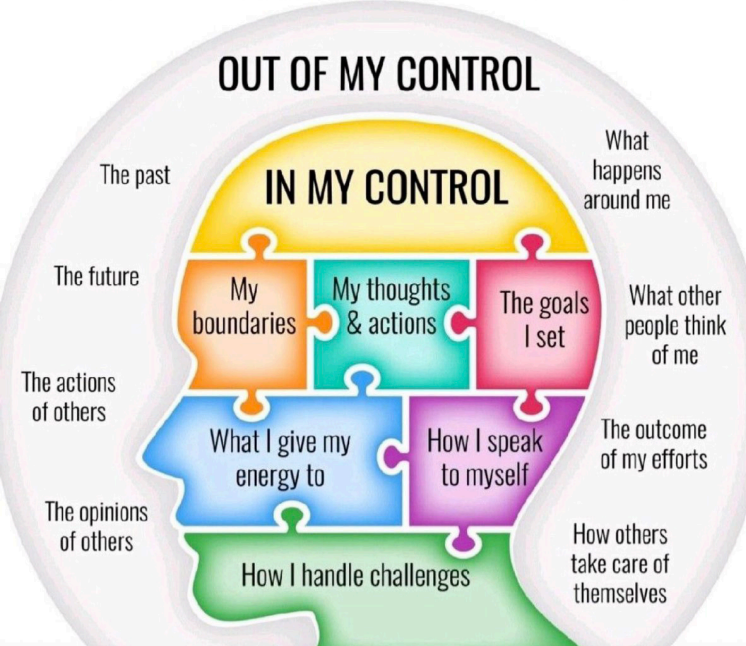 OUT OF MY CONTROL
The past
The future
The actions
of others
The opinions
of others
IN MY CONTROL
My
boundaries
My thoughts
& actions
The goals
I set
What I give my
energy to
How I speak
to myself
How I handle challenges
What
happens
around me
What other
people think
of me
The outcome
of my efforts
How others
take care of
themselves